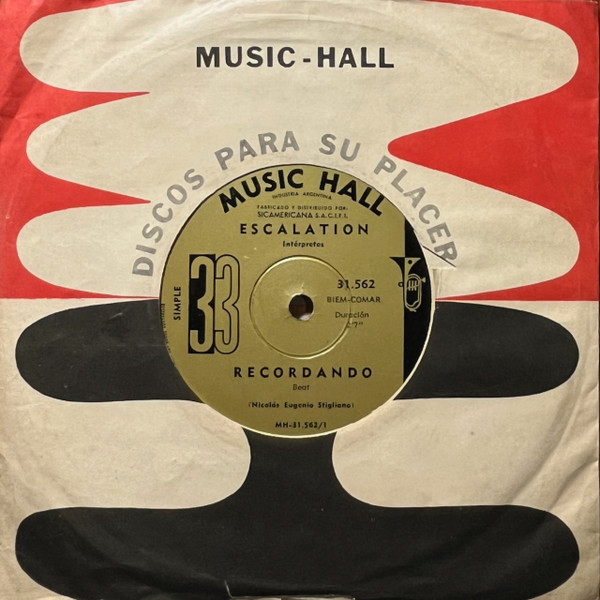 MUSIC-HALL
DISCOS PARA SU PLACER
MUSIC HALL
INDUSTRIA ARGENTINA
FABRICADO Y DISTRIBUIDO POR:
SICAMERICANA S.A.C.I.F.I.
ESCALATION
Intérpretes
SIMPLE
33
31.562
BIEM-COMAR
Duración
RECORDANDO
Beat
(Nicolás Eugenio Stigliano)
MH-31.562/1